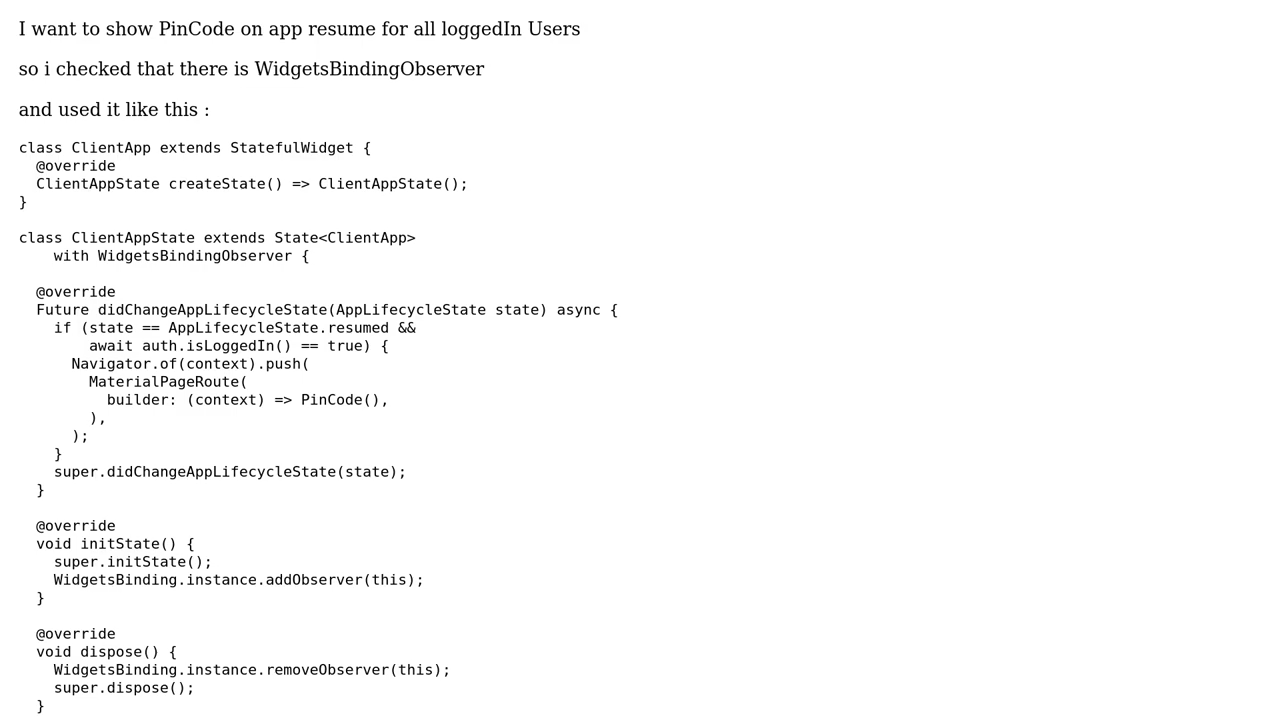 I want to show PinCode on app resume for all loggedIn Users
so i checked that there is WidgetsBindingObserver
and used it like this :
class ClientApp extends StatefulWidget {
  @override
  ClientAppState createState() => ClientAppState();
}
class ClientAppState extends State<ClientApp>
    with WidgetsBindingObserver {
  @override
  Future didChangeAppLifecycleState(AppLifecycleState state) async {
    if (state == AppLifecycleState.resumed &&
        await auth.isLoggedIn() == true) {
      Navigator.of(context).push(
        MaterialPageRoute(
          builder: (context) => PinCode(),
        ),
      );
    }
    super.didChangeAppLifecycleState(state);
  }
  @override
  void initState() {
    super.initState();
    WidgetsBinding.instance.addObserver(this);
  }
  @override
  void dispose() {
    WidgetsBinding.instance.removeObserver(this);
    super.dispose();
  }